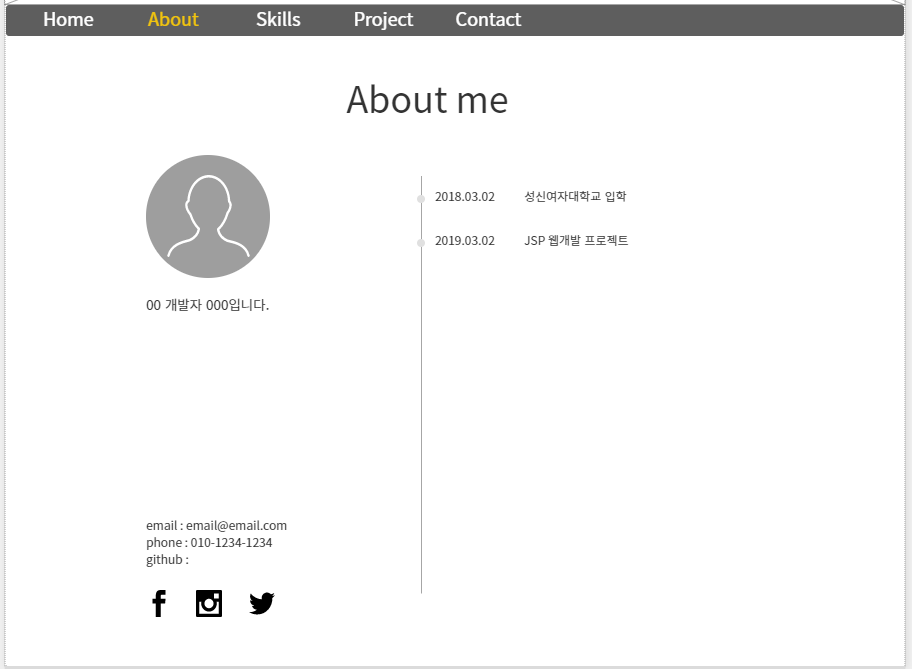 Home About Skills Project Contact
About me
2018.03.02 성신여자대학교 입학
2019.03.02 JSP 웹개발 프로젝트
00 개발자 000입니다.
email : email@email.com
phone : 010-1234-1234
github :